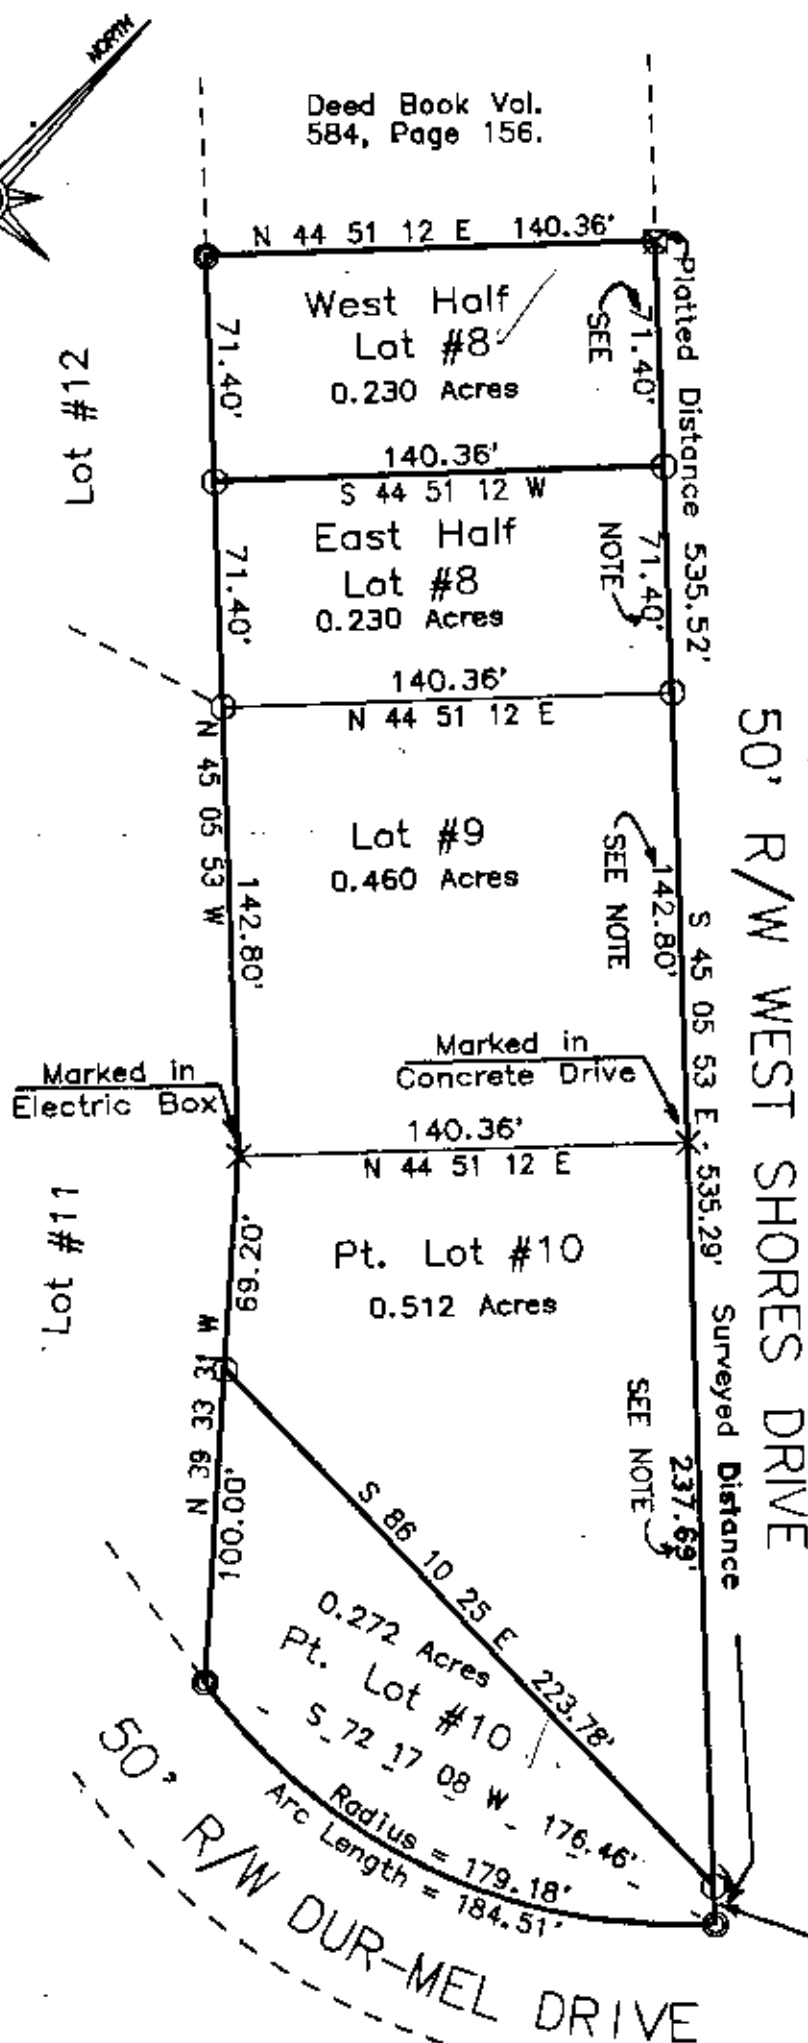 NORTH
Deed Book Vol.
584, Page 156.
N 44 51 12 E 140.36'
West Half
Lot #8
0.230 Acres
71.40'
71.40'
SEE
Platted Distance 535.52'
Lot #12
140.36'
S 44 51 12 W
East Half
Lot #8
0.230 Acres
71.40'
71.40'
NOTE
140.36'
N 44 51 12 E
N 45 05 53 W
142.80'
Lot #9
0.460 Acres
142.80'
SEE NOTE
S 45 05 53 E - 535.29' Surveyed Distance
50' R/W WEST SHORES DRIVE
Marked in
Electric Box
Marked in
Concrete Drive
140.36'
N 44 51 12 E
Lot #11
69.20'
Pt. Lot #10
0.512 Acres
N 39 33 31 W
100.00'
SEE NOTE
237.69'
S 86 10 25 E 223.78'
0.272 Acres
Pt. Lot #10
S 72 17 08 W 176.46'
Radius = 179.18'
Arc Length = 184.51'
50' R/W DUR-MEL DRIVE